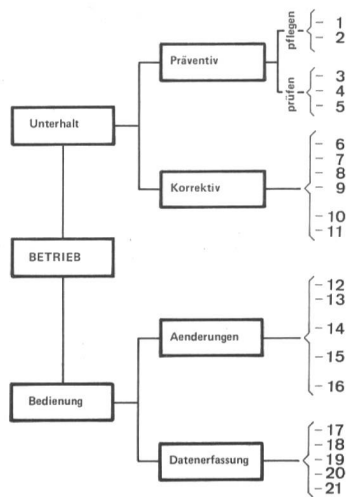 pflegen
- 1
- 2
Präventiv
prüfen
- 3
- 4
- 5
Unterhalt
- 6
- 7
- 8
- 9
- 10
- 11
Korrektiv
BETRIEB
- 12
- 13
- 14
- 15
- 16
Aenderungen
Bedienung
- 17
- 18
- 19
- 20
- 21
Datenerfassung